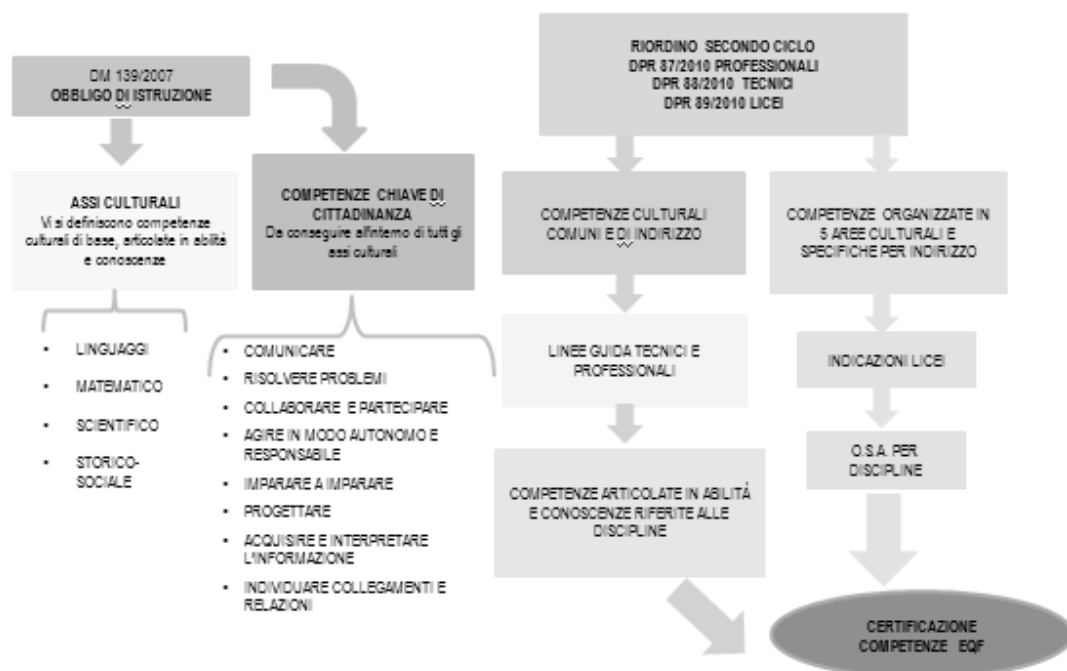 DM 139/2007
OBBLIGO DI ISTRUZIONE
ASSI CULTURALI
Vi si definiscono competenze
culturali di base, articolate in abilità
e conoscenze
▪ LINGUAGGI
▪ MATEMATICO
▪ SCIENTIFICO
▪ STORICO-
SOCIALE
COMPETENZE CHIAVE DI
CITTADINANZA
Da conseguire all'interno di tutti gli
assi culturali
▪ COMUNICARE
▪ RISOLVERE PROBLEMI
▪ COLLABORARE E PARTECIPARE
▪ AGIRE IN MODO AUTONOMO E
RESPONSABILE
▪ IMPARARE A IMPARARE
▪ PROGETTARE
▪ ACQUISIRE E INTERPRETARE
L'INFORMAZIONE
▪ INDIVIDUARE COLLEGAMENTI E
RELAZIONI
RIORDINO SECONDO CICLO
DPR 87/2010 PROFESSIONALI
DPR 88/2010 TECNICI
DPR 89/2010 LICEI
COMPETENZE CULTURALI
COMUNI E DI INDIRIZZO
LINEE GUIDA TECNICI E
PROFESSIONALI
COMPETENZE ARTICOLATE IN ABILITÁ
E CONOSCENZE RIFERITE ALLE
DISCIPLINE
COMPETENZE ORGANIZZATE IN
5 AREE CULTURALI E
SPECIFICHE PER INDIRIZZO
INDICAZIONI LICEI
O.S.A. PER
DISCIPLINE
CERTIFICAZIONE
COMPETENZE EQF